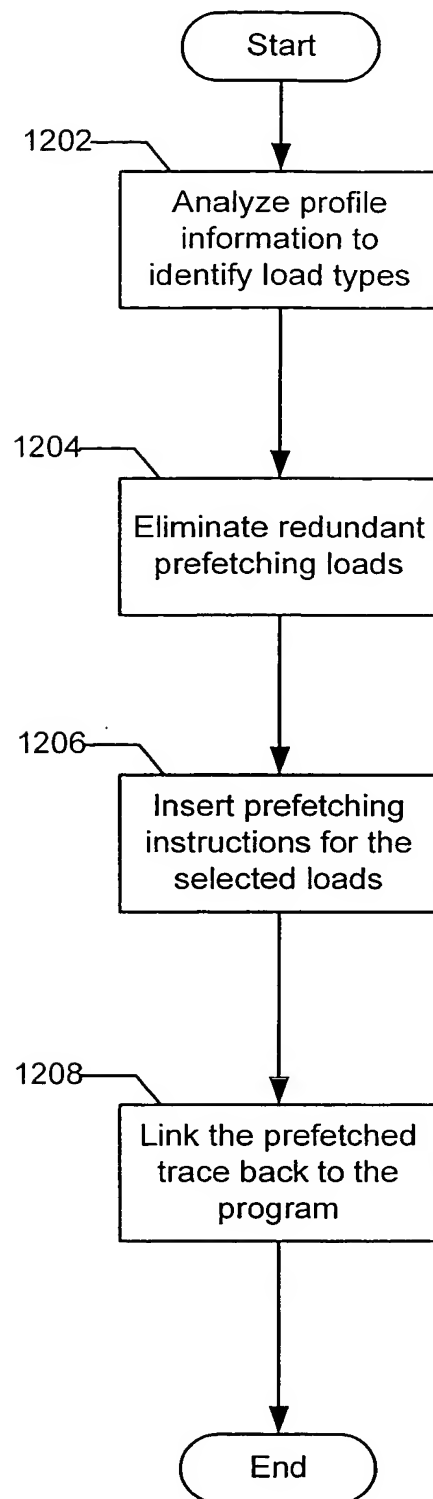 Start
1202
Analyze profile
information to
identify load types
1204
Eliminate redundant
prefetching loads
1206
Insert prefetching
instructions for the
selected loads
1208
Link the prefetched
trace back to the
program
End